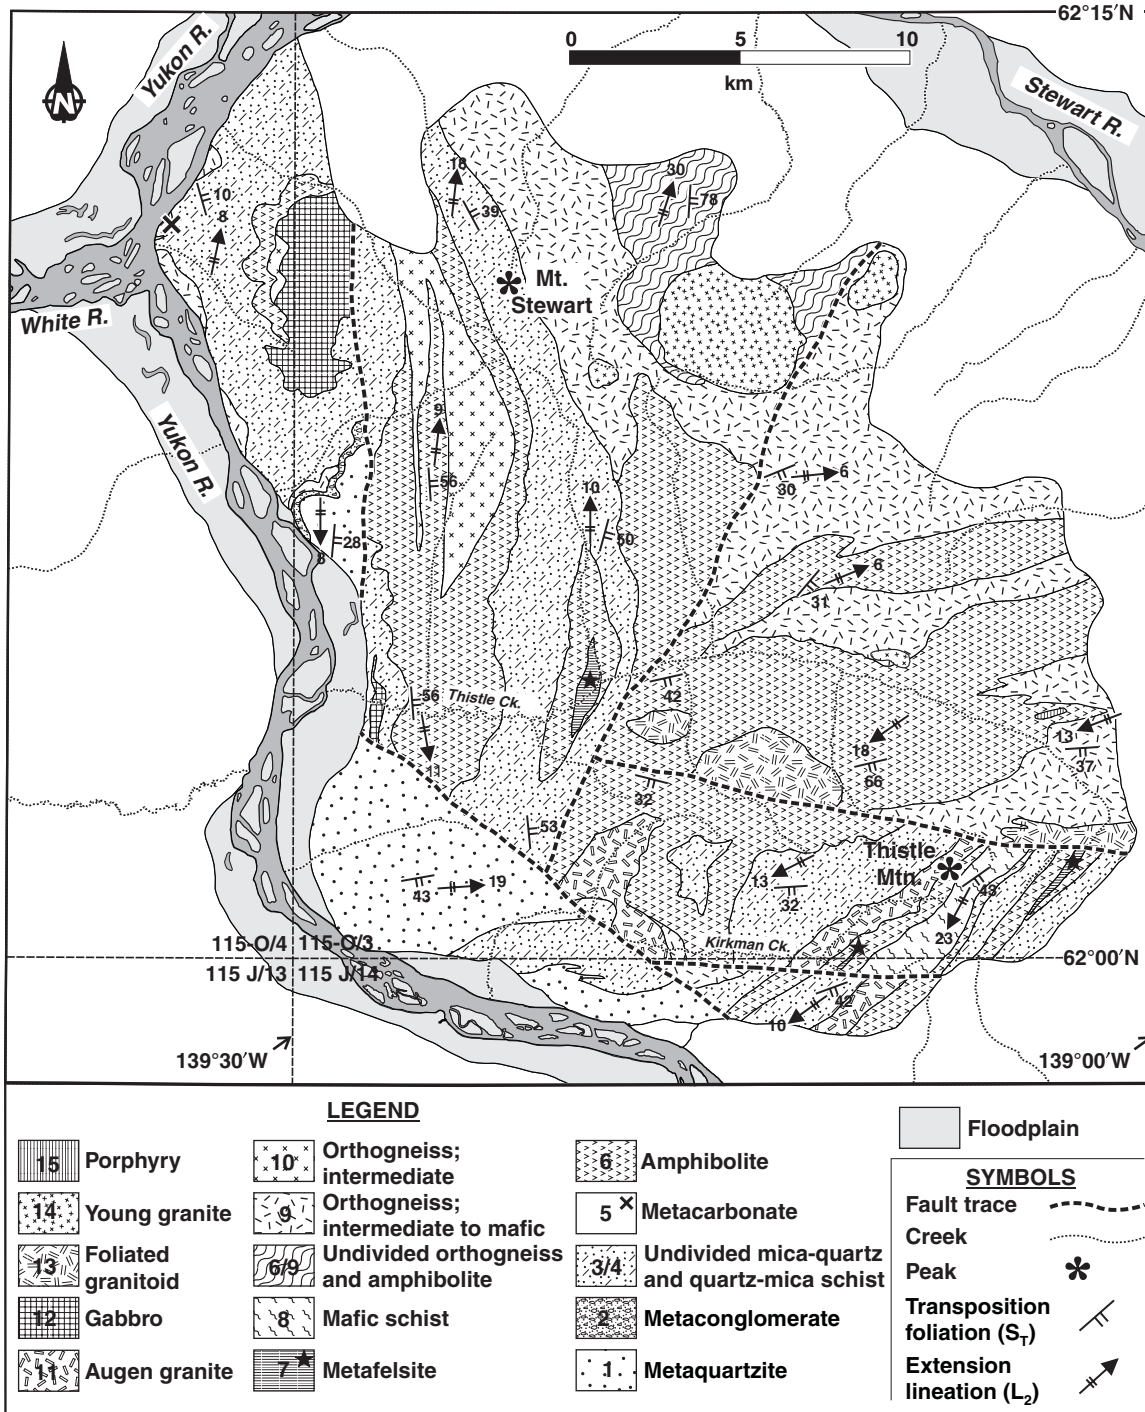 62°15′N
Yukon R.
0 5 10
km
N
Stewart R.
18
30
10
8
39
78
Mt.
Stewart
White R.
Yukon R.
9
56
10
30
6
28
8
50
6
31
56
Thistle Ck.
42
11
18
66
13
37
32
53
43
19
13
32
Thistle
Mtn.
43
23
Kirkman Ck.
115-O/4 115-O/3
115 J/13 115 J/14
62°00′N
42
10
139°30′W
139°00′W
LEGEND
15 Porphyry
14 Young granite
13 Foliated
granitoid
12 Gabbro
11 Augen granite
10 Orthogneiss;
intermediate
9 Orthogneiss;
intermediate to mafic
6/9 Undivided orthogneiss
and amphibolite
8 Mafic schist
7 Metafelsite
6 Amphibolite
5 Metacarbonate
3/4 Undivided mica-quartz
and quartz-mica schist
2 Metaconglomerate
1 Metaquartzite
Floodplain
SYMBOLS
Fault trace
Creek
Peak
Transposition
foliation (S_T)
Extension
lineation (L₂)